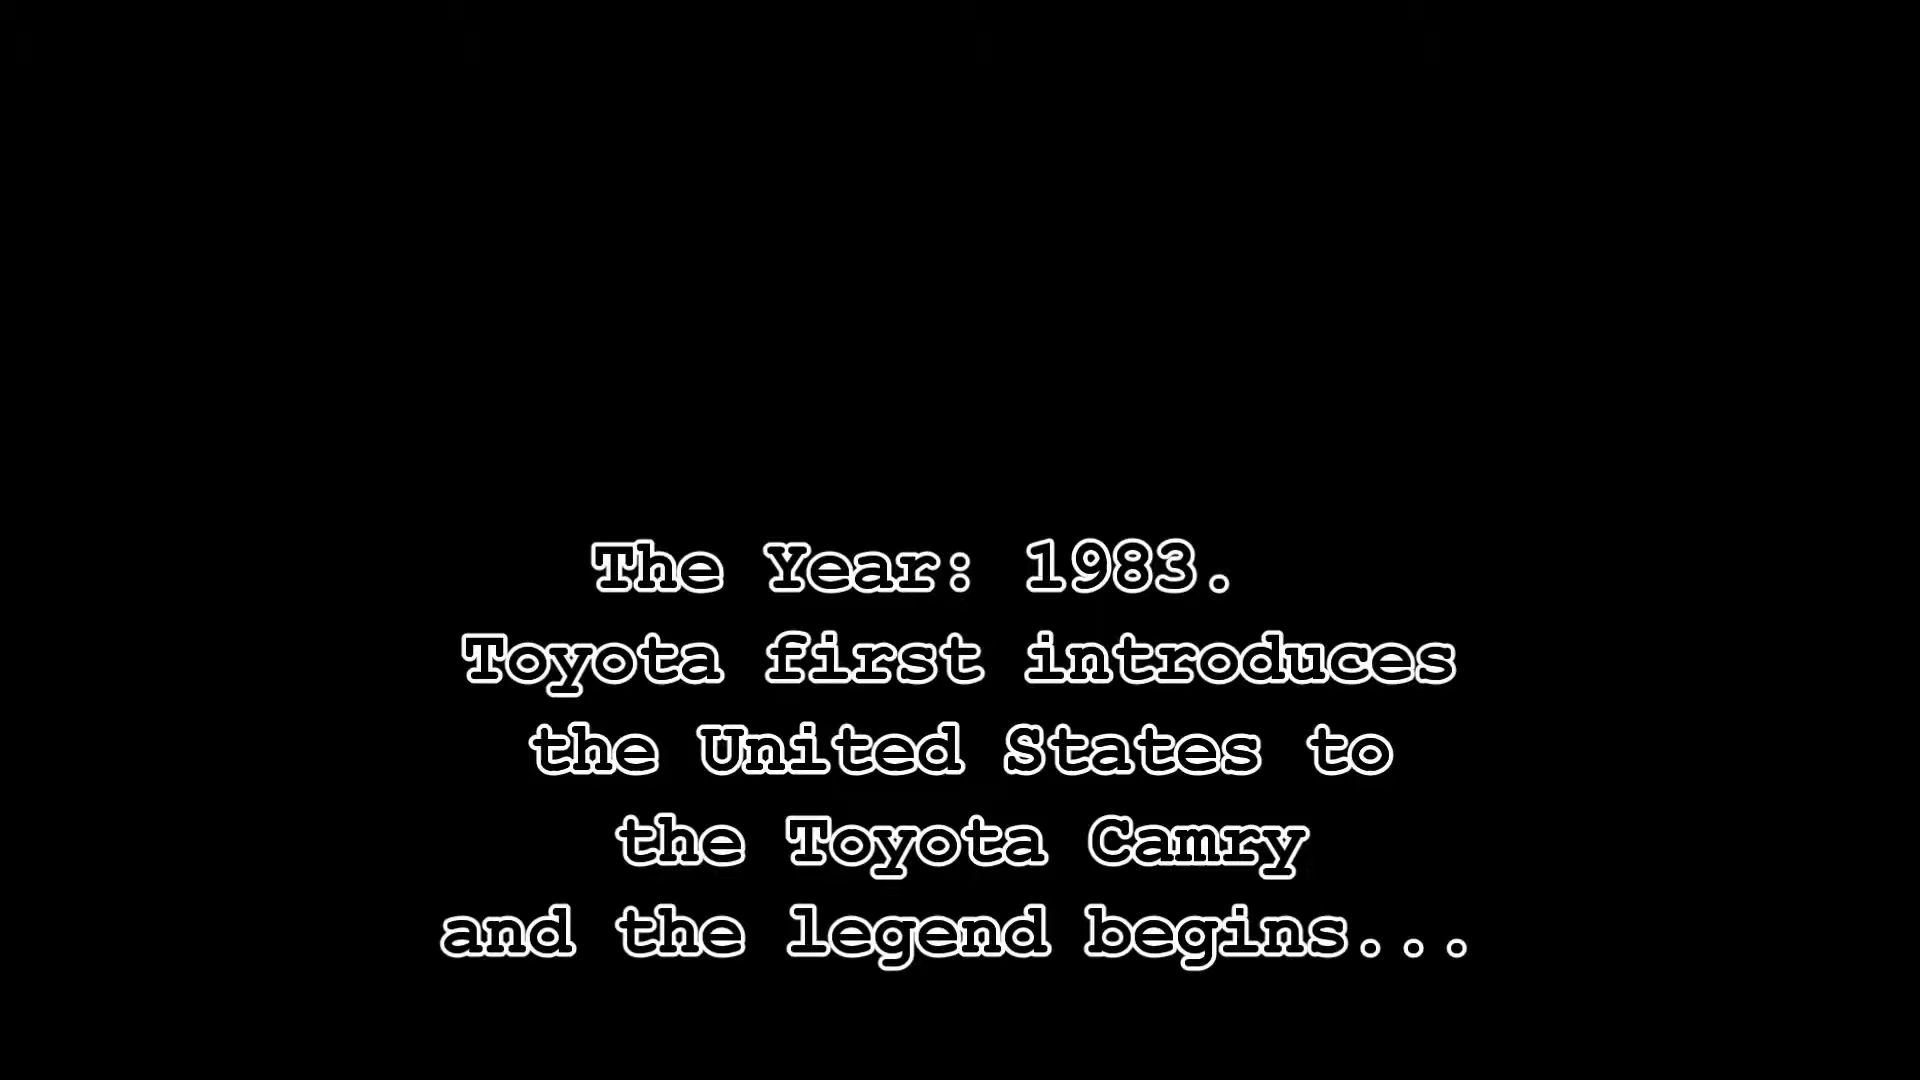 The Year: 1983.
Toyota first introduces
the United States to
the Toyota Camry
and the legend begins...